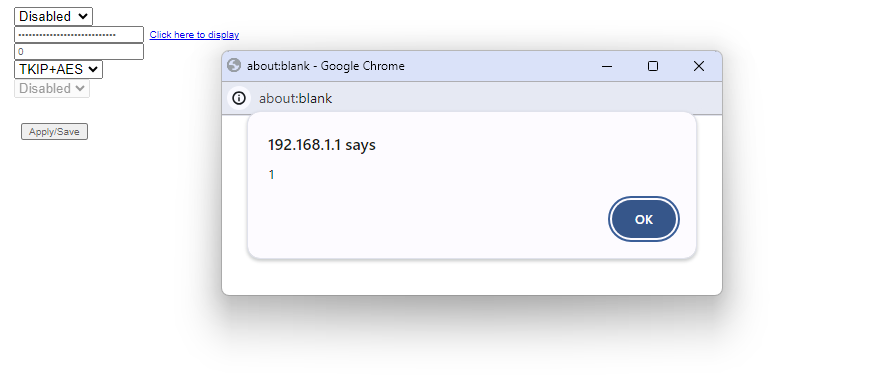 Disabled
•••••••••••••••••••••••••••• Click here to display
0
TKIP+AES
Disabled
Apply/Save
about:blank - Google Chrome
about:blank
192.168.1.1 says
1
OK